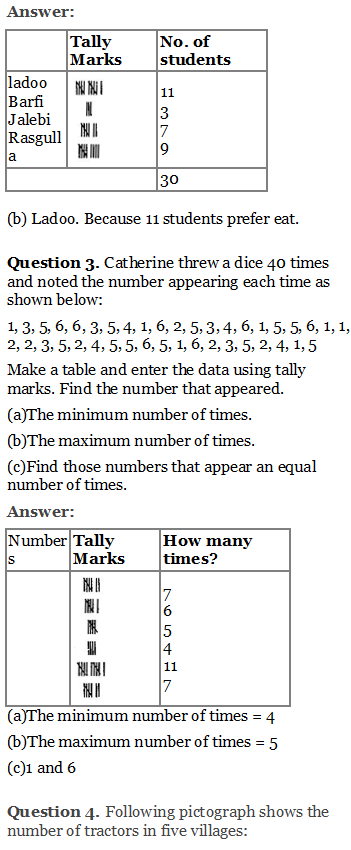 Answer:
Tally Marks
No. of students
ladoo
11
Barfi
3
Jalebi
7
Rasgull
a
9
30
(b) Ladoo. Because 11 students prefer eat.
Question 3. Catherine threw a dice 40 times
and noted the number appearing each time as
shown below:
1, 3, 5, 6, 6, 3, 5, 4, 1, 6, 2, 5, 3, 4, 6, 1, 5, 5, 6, 1, 1,
2, 2, 3, 5, 2, 4, 5, 5, 6, 5, 1, 6, 2, 3, 5, 2, 4, 1, 5
Make a table and enter the data using tally
marks. Find the number that appeared.
(a)The minimum number of times.
(b)The maximum number of times.
(c)Find those numbers that appear an equal
number of times.
Answer:
Number
s
Tally
Marks
How many
times?
7
6
5
4
11
7
(a)The minimum number of times = 4
(b)The maximum number of times = 5
(c)1 and 6
Question 4. Following pictograph shows the
number of tractors in five villages: